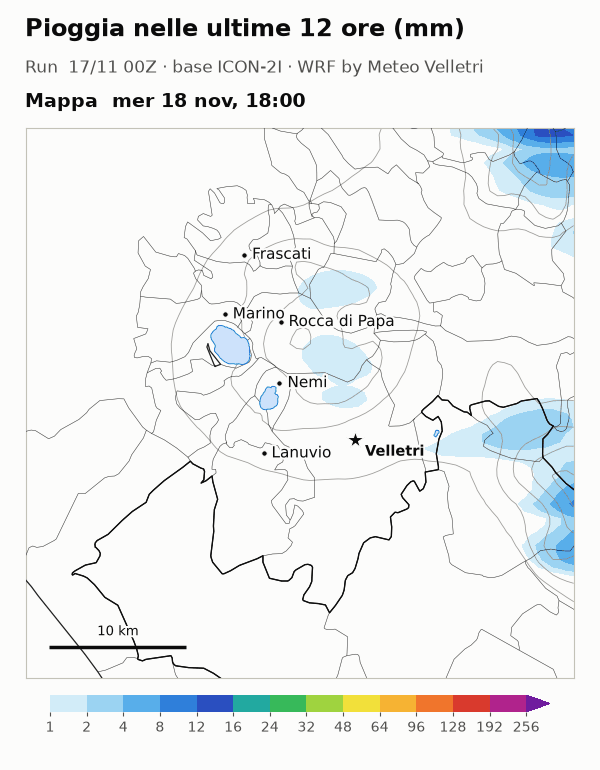 Pioggia nelle ultime 12 ore (mm)
Run  17/11 00Z · base ICON-2I · WRF by Meteo Velletri
Mappa  mer 18 nov, 18:00
Frascati
Marino
Rocca di Papa
Nemi
Velletri
Lanuvio
10 km
1 2 4 8 12 16 24 32 48 64 96 128 192 256